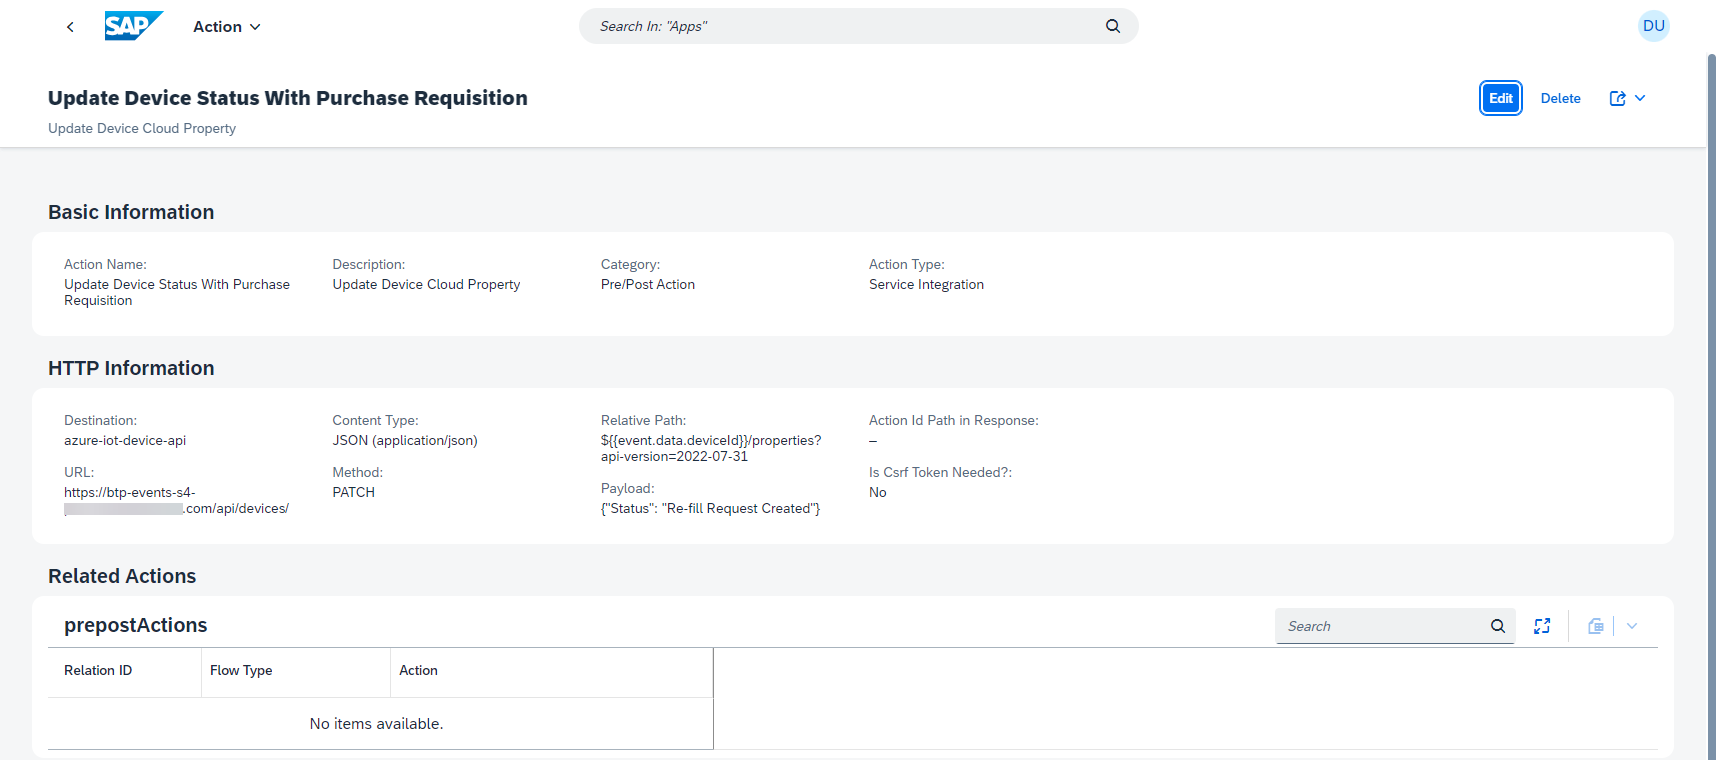 SAP
Action
Search In: "Apps"
DU
Update Device Status With Purchase Requisition
Edit
Delete
Update Device Cloud Property
Basic Information
Action Name:
Update Device Status With Purchase
Requisition
Description:
Update Device Cloud Property
Category:
Pre/Post Action
Action Type:
Service Integration
HTTP Information
Destination:
azure-iot-device-api
URL:
https://btp-events-s4-
.com/api/devices/
Content Type:
JSON (application/json)
Method:
PATCH
Relative Path:
${{event.data.deviceId}}/properties?
api-version=2022-07-31
Payload:
{"Status": "Re-fill Request Created"}
Action Id Path in Response:
–
Is Csrf Token Needed?:
No
Related Actions
prepostActions
Search
Relation ID
Flow Type
Action
No items available.